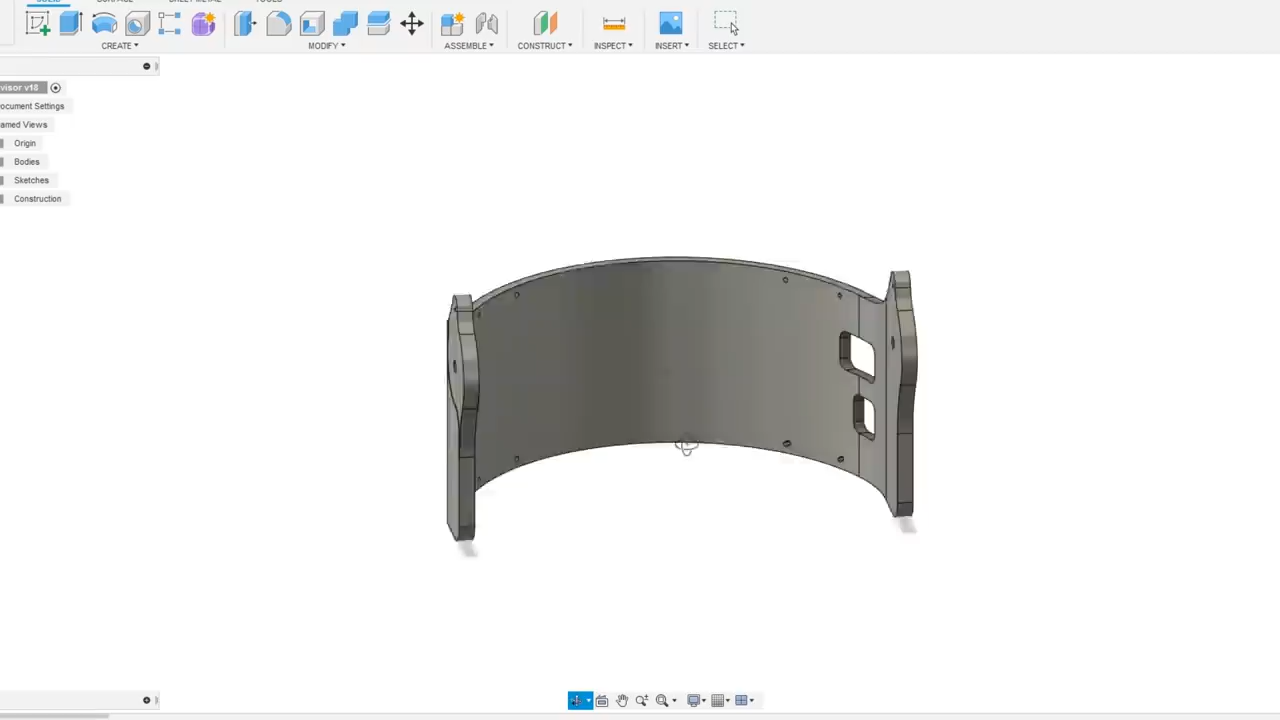 SOLID SURFACE SHEET METAL TOOLS
CREATE MODIFY ASSEMBLE CONSTRUCT INSPECT INSERT SELECT
visor v18
ocument Settings
amed Views
Origin
Bodies
Sketches
Construction